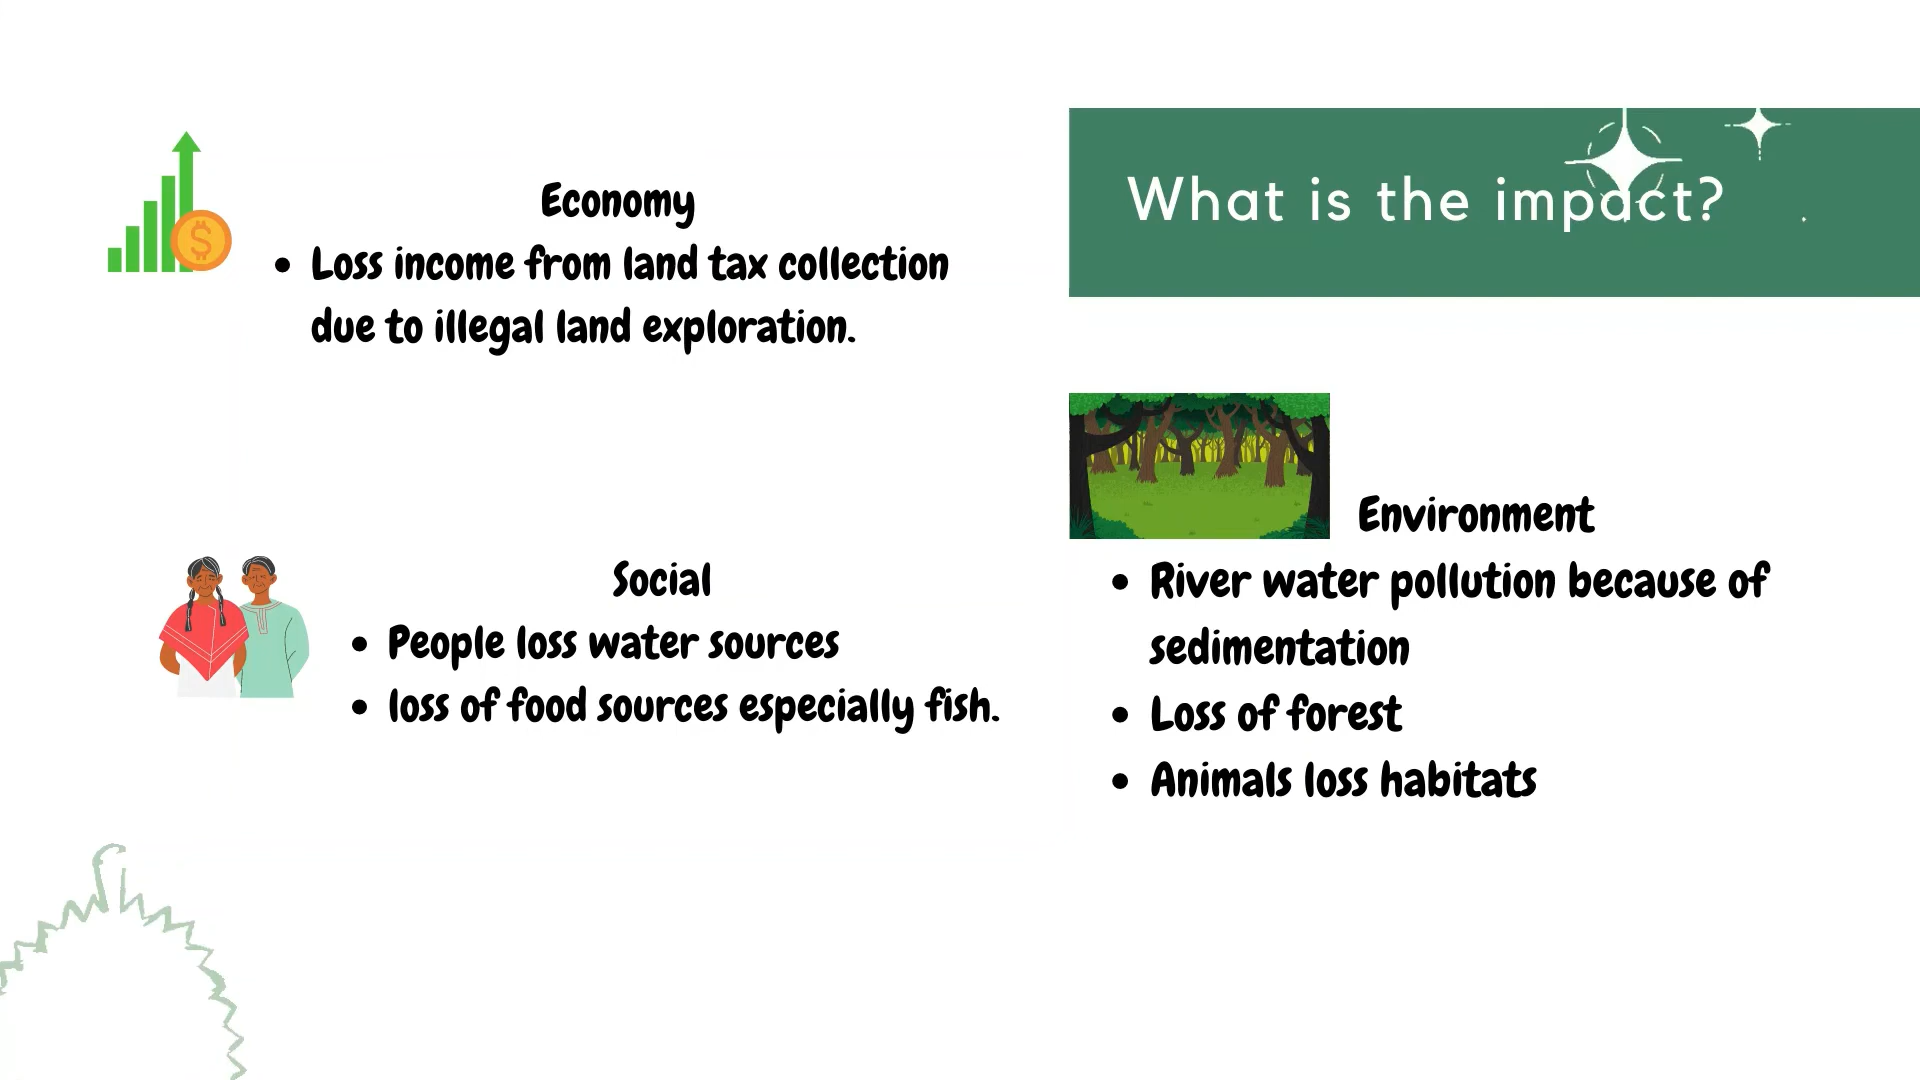 What is the impact?
Economy
• Loss income from land tax collection
due to illegal land exploration.
Social
• People loss water sources
• loss of food sources especially fish.
Environment
• River water pollution because of
sedimentation
• Loss of forest
• Animals loss habitats
$